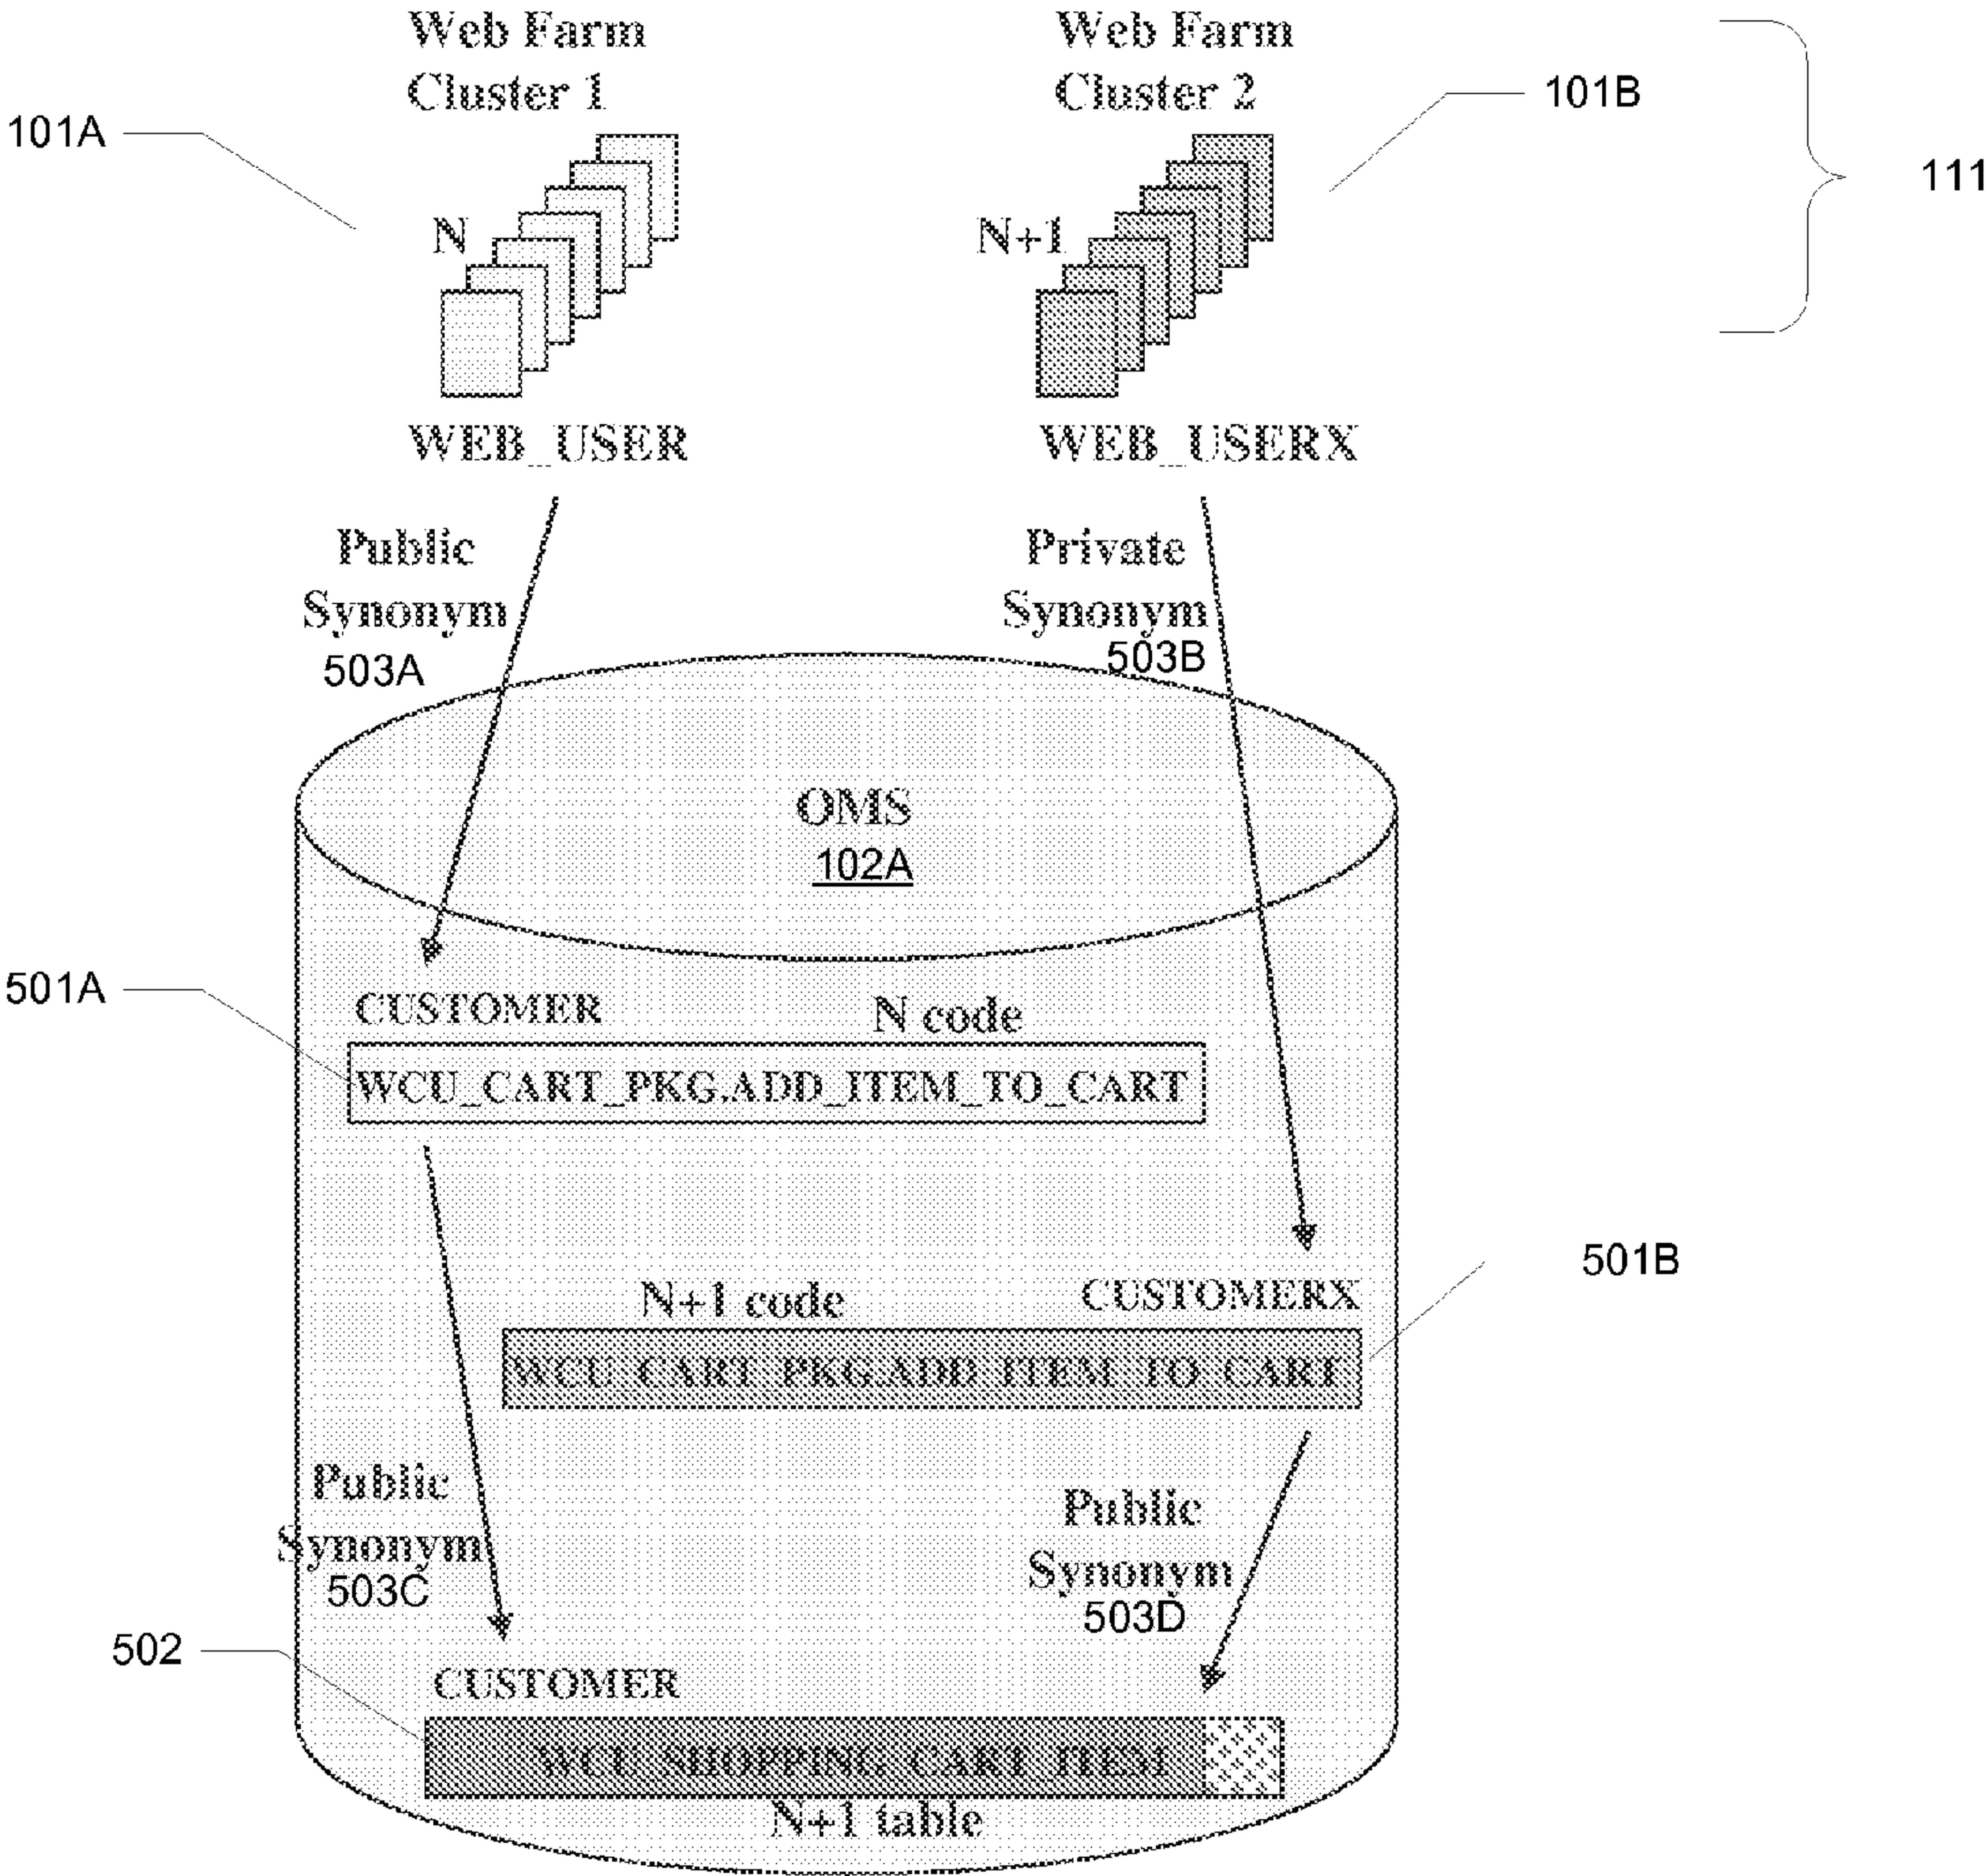 Web Farm
Cluster 1
Web Farm
Cluster 2
101A
101B
111
N
N+1
WEB_USER
WEB_USERX
Public
Synonym
503A
Private
Synonym
503B
OMS
102A
501A
CUSTOMER
N code
WCU_CART_PKG.ADD_ITEM_TO_CART
501B
N+1 code
CUSTOMERX
WCU_CART_PKG.ADD_ITEM_TO_CART
Public
Synonym
503C
Public
Synonym
503D
502
CUSTOMER
WCU_SHOPPING_CART_ITEM
N+1 table